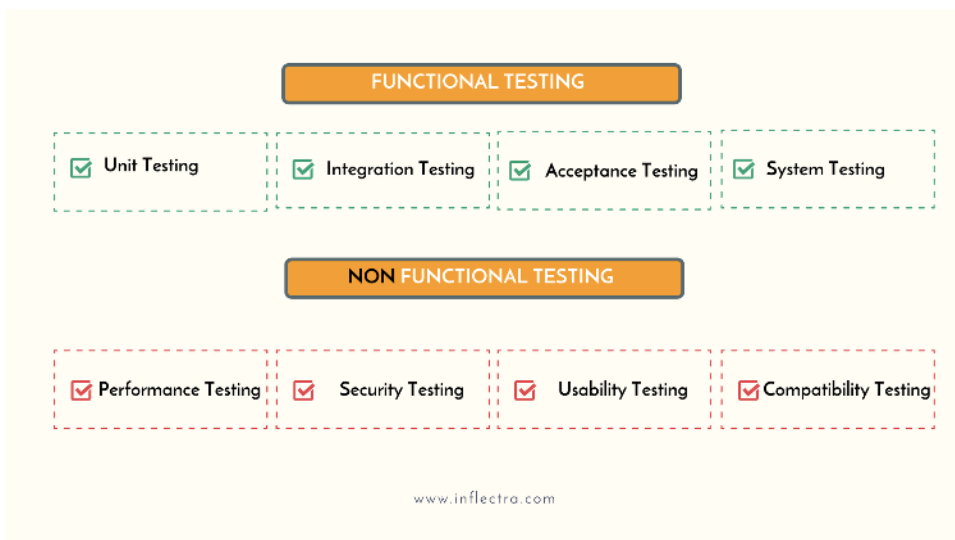 FUNCTIONAL TESTING
Unit Testing
Integration Testing
Acceptance Testing
System Testing
NON FUNCTIONAL TESTING
Performance Testing
Security Testing
Usability Testing
Compatibility Testing
www.inflectra.com